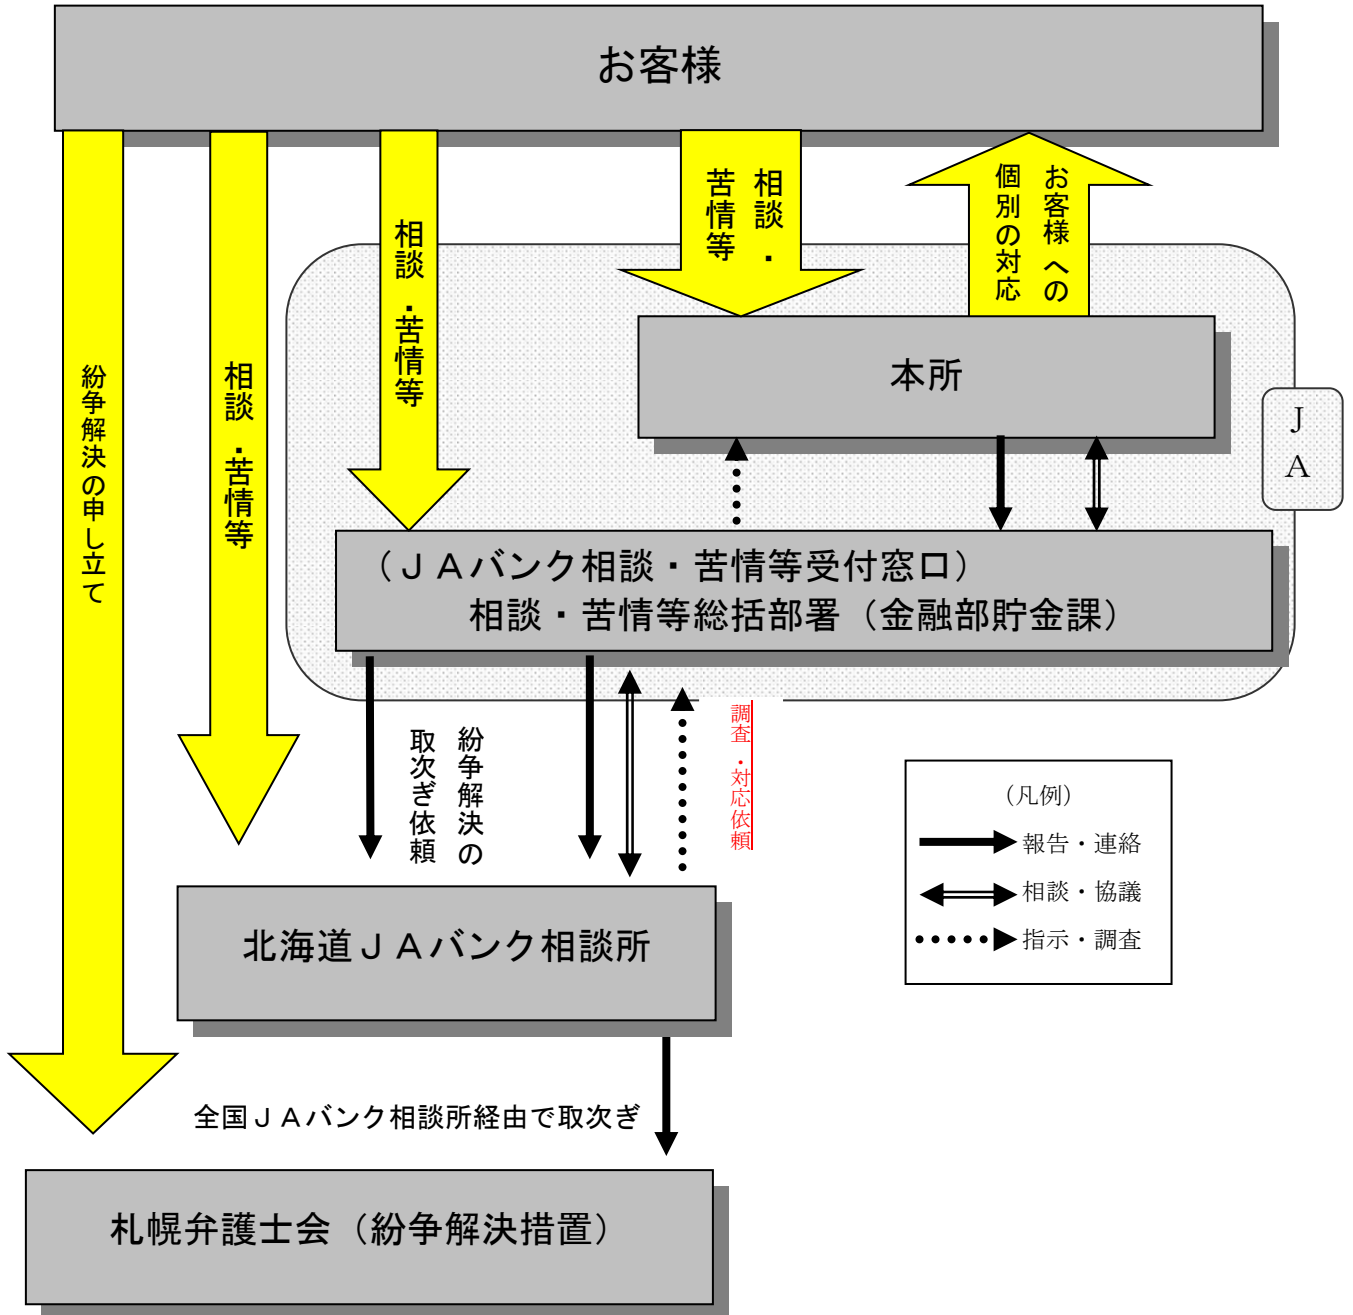 お客様
紛争解決の申し立て
相談・苦情等
相談・苦情等
相談・
苦情等
お客様への
個別の対応
本所
JA
（ＪＡバンク相談・苦情等受付窓口）
相談・苦情等総括部署（金融部貯金課）
紛争解決の
取次ぎ依頼
調査・対応依頼
（凡例）
報告・連絡
相談・協議
指示・調査
北海道ＪＡバンク相談所
全国ＪＡバンク相談所経由で取次ぎ
札幌弁護士会（紛争解決措置）